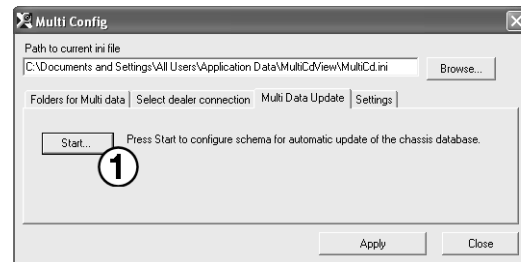 Multi Config
Path to current ini file
C:\Documents and Settings\All Users\Application Data\MultiCdView\MultiCd.ini Browse...
Folders for Multi data Select dealer connection Multi Data Update Settings
Start... Press Start to configure schema for automatic update of the chassis database.
1
Apply Close